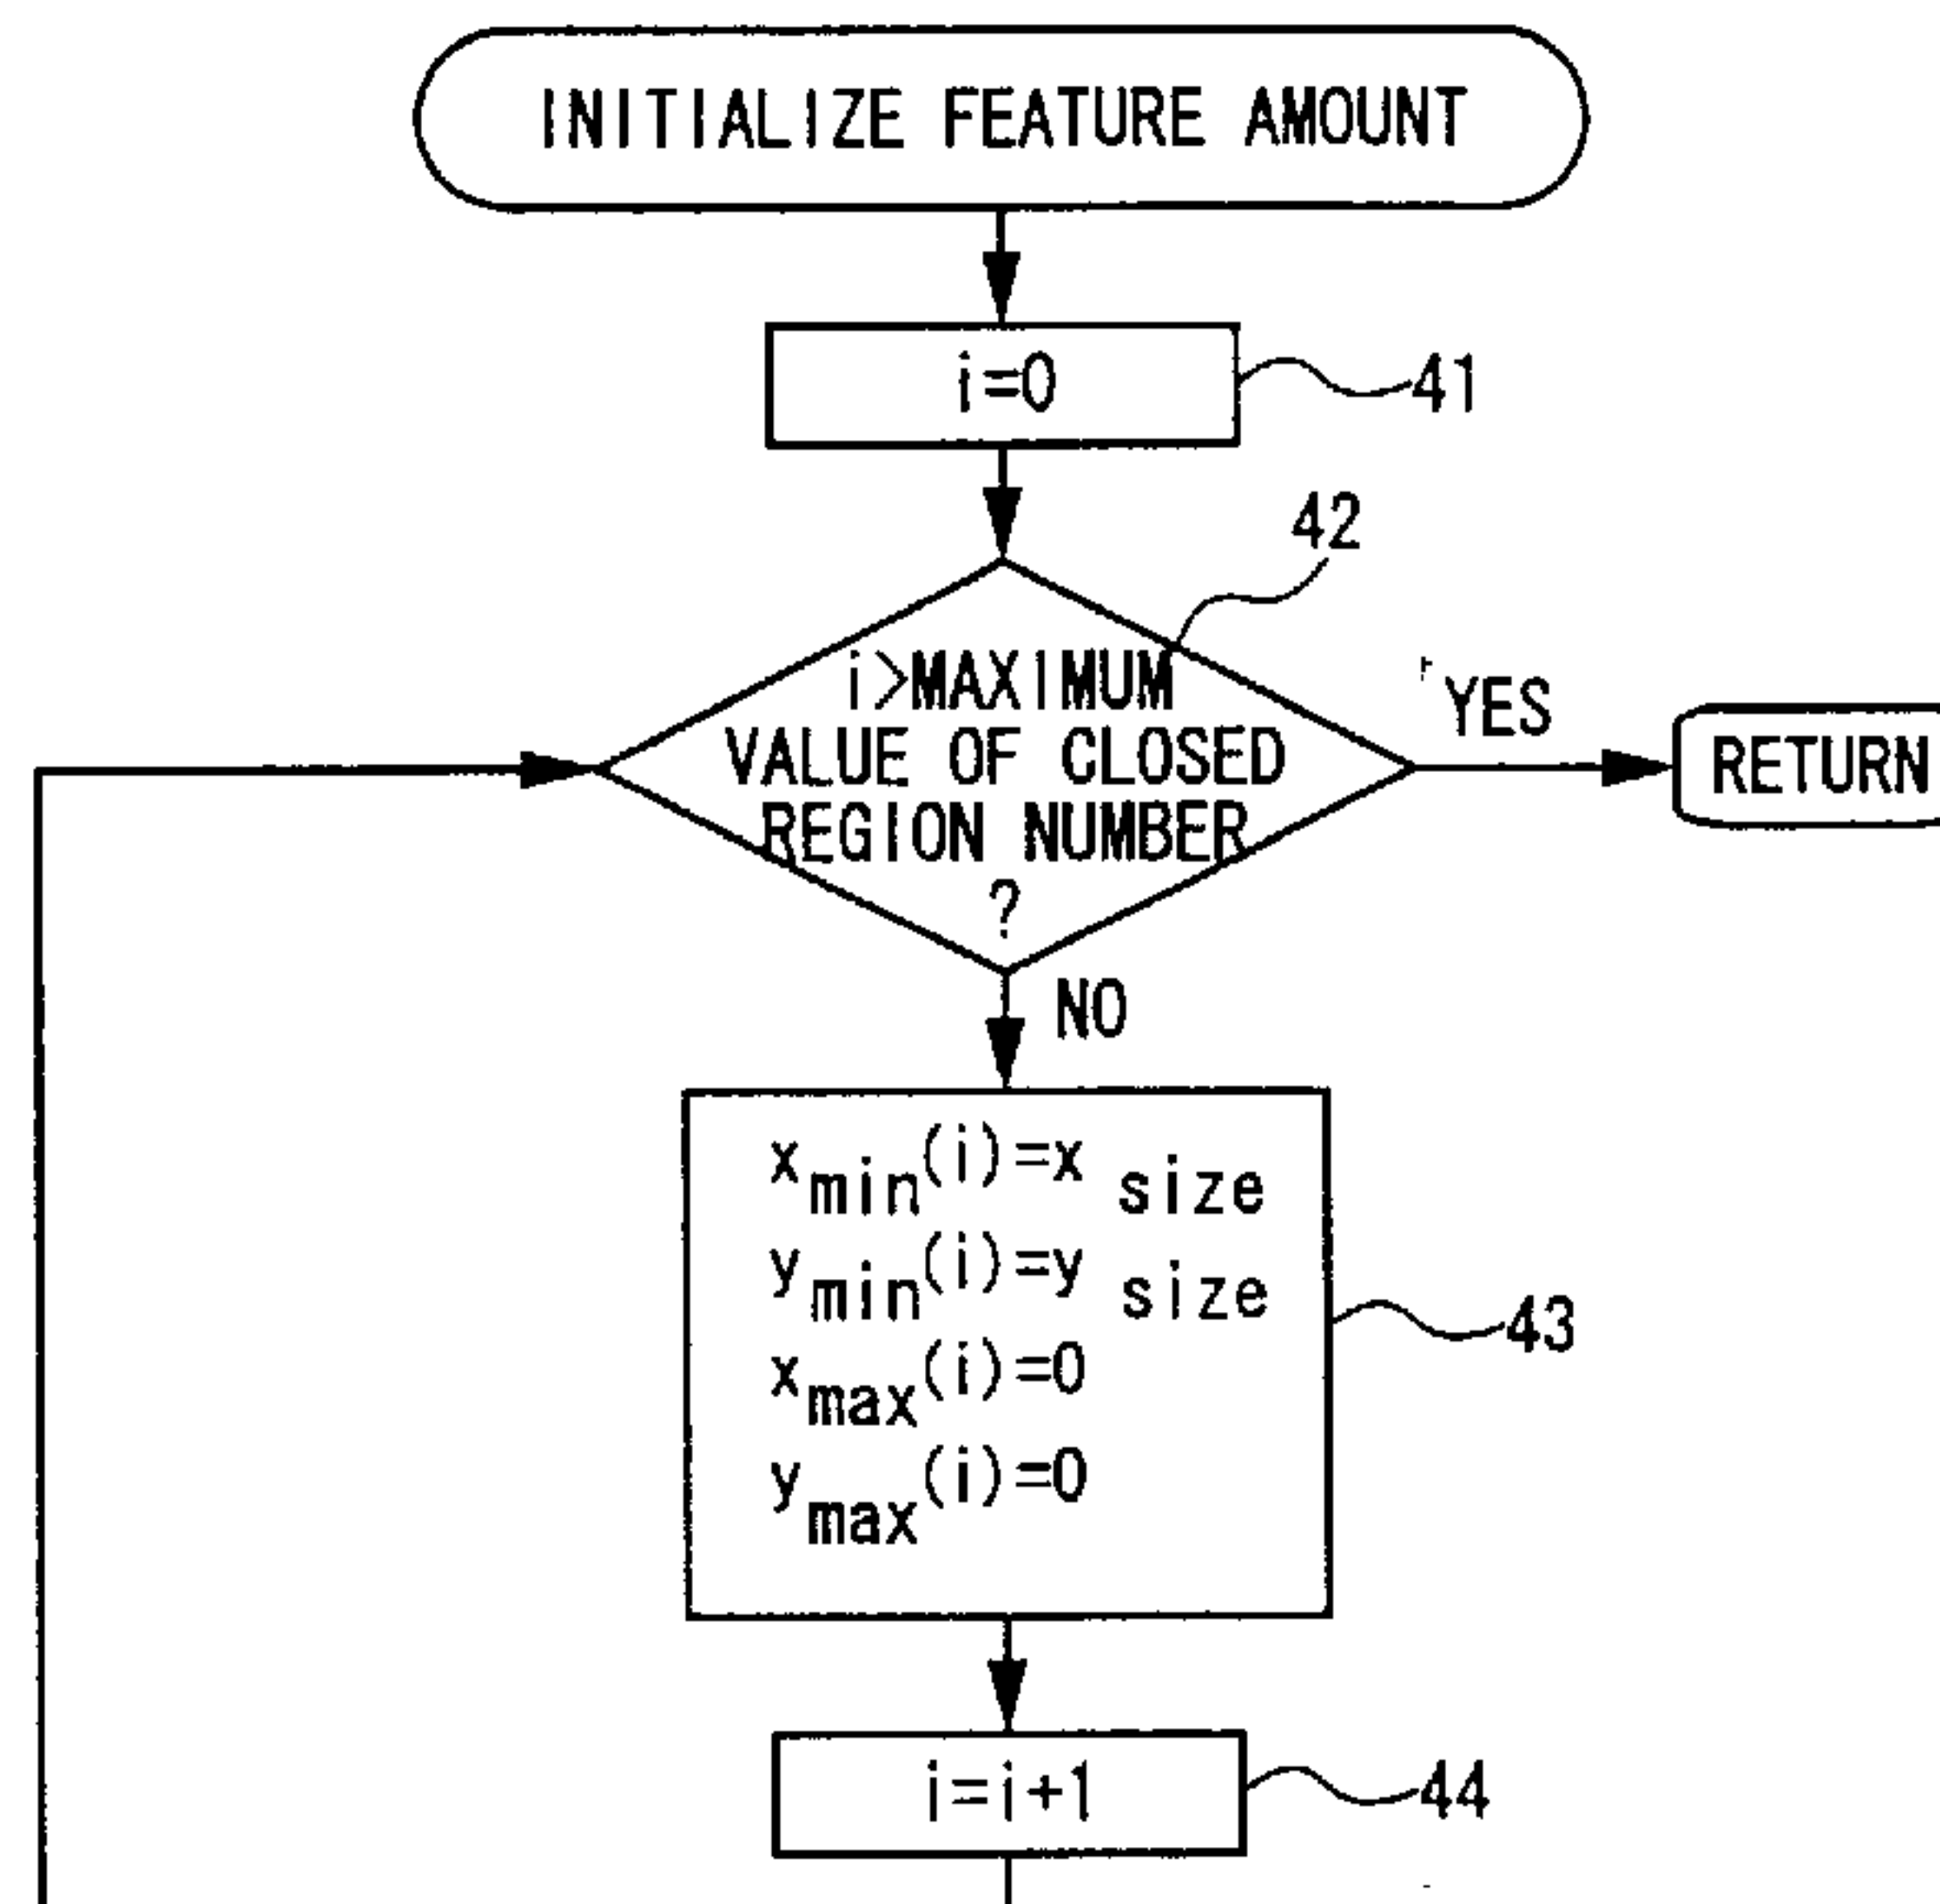 INITIALIZE FEATURE AMOUNT
i=0
41
42
i>MAXIMUM
VALUE OF CLOSED
REGION NUMBER
?
YES
RETURN
NO
xmin(i)=x size
ymin(i)=y size
xmax(i)=0
ymax(i)=0
43
i=i+1
44